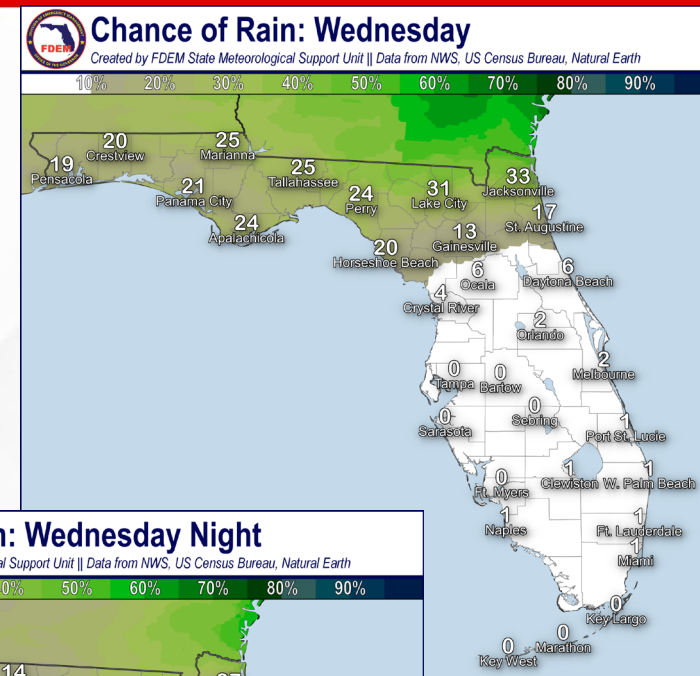 FDEM
Chance of Rain: Wednesday
Created by FDEM State Meteorological Support Unit || Data from NWS, US Census Bureau, Natural Earth
10% 20% 30% 40% 50% 60% 70% 80% 90%
20
Crestview
25
Marianna
19
Pensacola
21
Panama City
25
Tallahassee
24
Apalachicola
24
Perry
31
Lake City
33
Jacksonville
17
St. Augustine
13
Gainesville
20
Horseshoe Beach
6
Ocala
6
Daytona Beach
4
Crystal River
2
Orlando
2
Melbourne
0
Tampa
0
Bartow
0
Sarasota
0
Sebring
1
Port St. Lucie
0
Ft. Myers
1
Clewiston
1
W. Palm Beach
1
Naples
1
Ft. Lauderdale
1
Miami
0
Key Largo
0
Marathon
0
Key West
n: Wednesday Night
al Support Unit || Data from NWS, US Census Bureau, Natural Earth
0% 50% 60% 70% 80% 90%
14